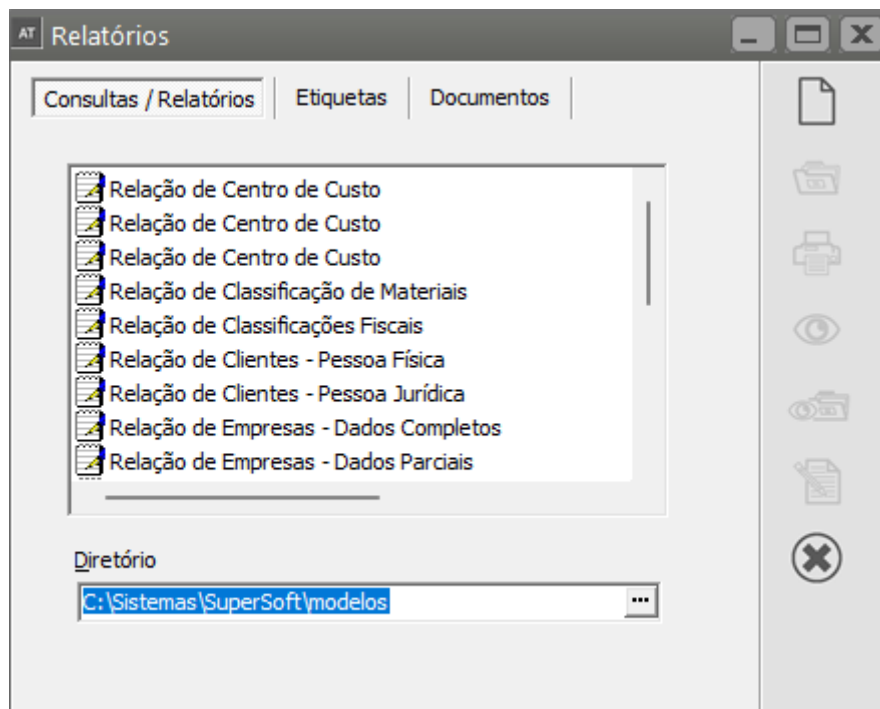 AT Relatórios
Consultas / Relatórios Etiquetas Documentos
Relação de Centro de Custo
Relação de Centro de Custo
Relação de Centro de Custo
Relação de Classificação de Materiais
Relação de Classificações Fiscais
Relação de Clientes - Pessoa Física
Relação de Clientes - Pessoa Jurídica
Relação de Empresas - Dados Completos
Relação de Empresas - Dados Parciais
Diretório
C:\Sistemas\SuperSoft\modelos ...